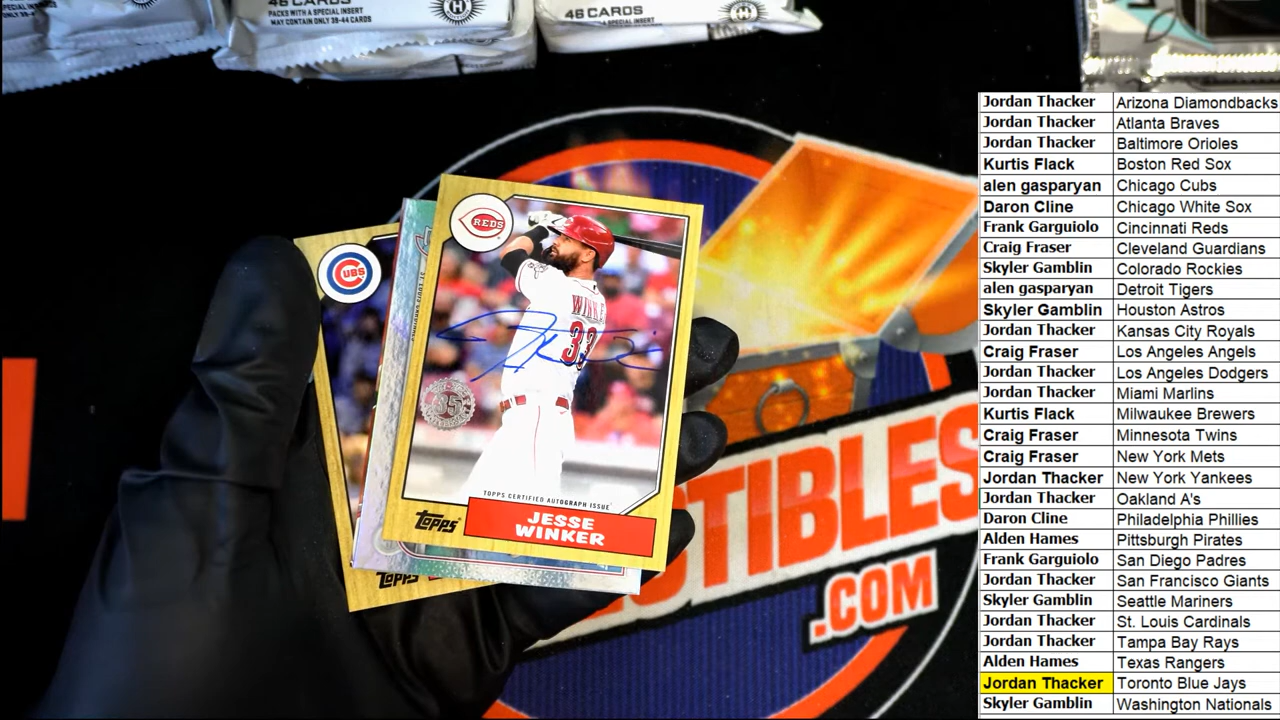 46 CARDS
PACKS WITH A SPECIAL INSERT
MAY CONTAIN ONLY 39-44 CARDS
46 CARDS
REDS
CUBS
WINKE
33
35
TOPPS CERTIFIED AUTOGRAPH ISSUE
Topps
JESSE
WINKER
Topps
CTIBLES
.COM
Jordan Thacker Arizona Diamondbacks
Jordan Thacker Atlanta Braves
Jordan Thacker Baltimore Orioles
Kurtis Flack Boston Red Sox
alen gasparyan Chicago Cubs
Daron Cline Chicago White Sox
Frank Garguiolo Cincinnati Reds
Craig Fraser Cleveland Guardians
Skyler Gamblin Colorado Rockies
alen gasparyan Detroit Tigers
Skyler Gamblin Houston Astros
Jordan Thacker Kansas City Royals
Craig Fraser Los Angeles Angels
Jordan Thacker Los Angeles Dodgers
Jordan Thacker Miami Marlins
Kurtis Flack Milwaukee Brewers
Craig Fraser Minnesota Twins
Craig Fraser New York Mets
Jordan Thacker New York Yankees
Jordan Thacker Oakland A's
Daron Cline Philadelphia Phillies
Alden Hames Pittsburgh Pirates
Frank Garguiolo San Diego Padres
Jordan Thacker San Francisco Giants
Skyler Gamblin Seattle Mariners
Jordan Thacker St. Louis Cardinals
Jordan Thacker Tampa Bay Rays
Alden Hames Texas Rangers
Jordan Thacker Toronto Blue Jays
Skyler Gamblin Washington Nationals